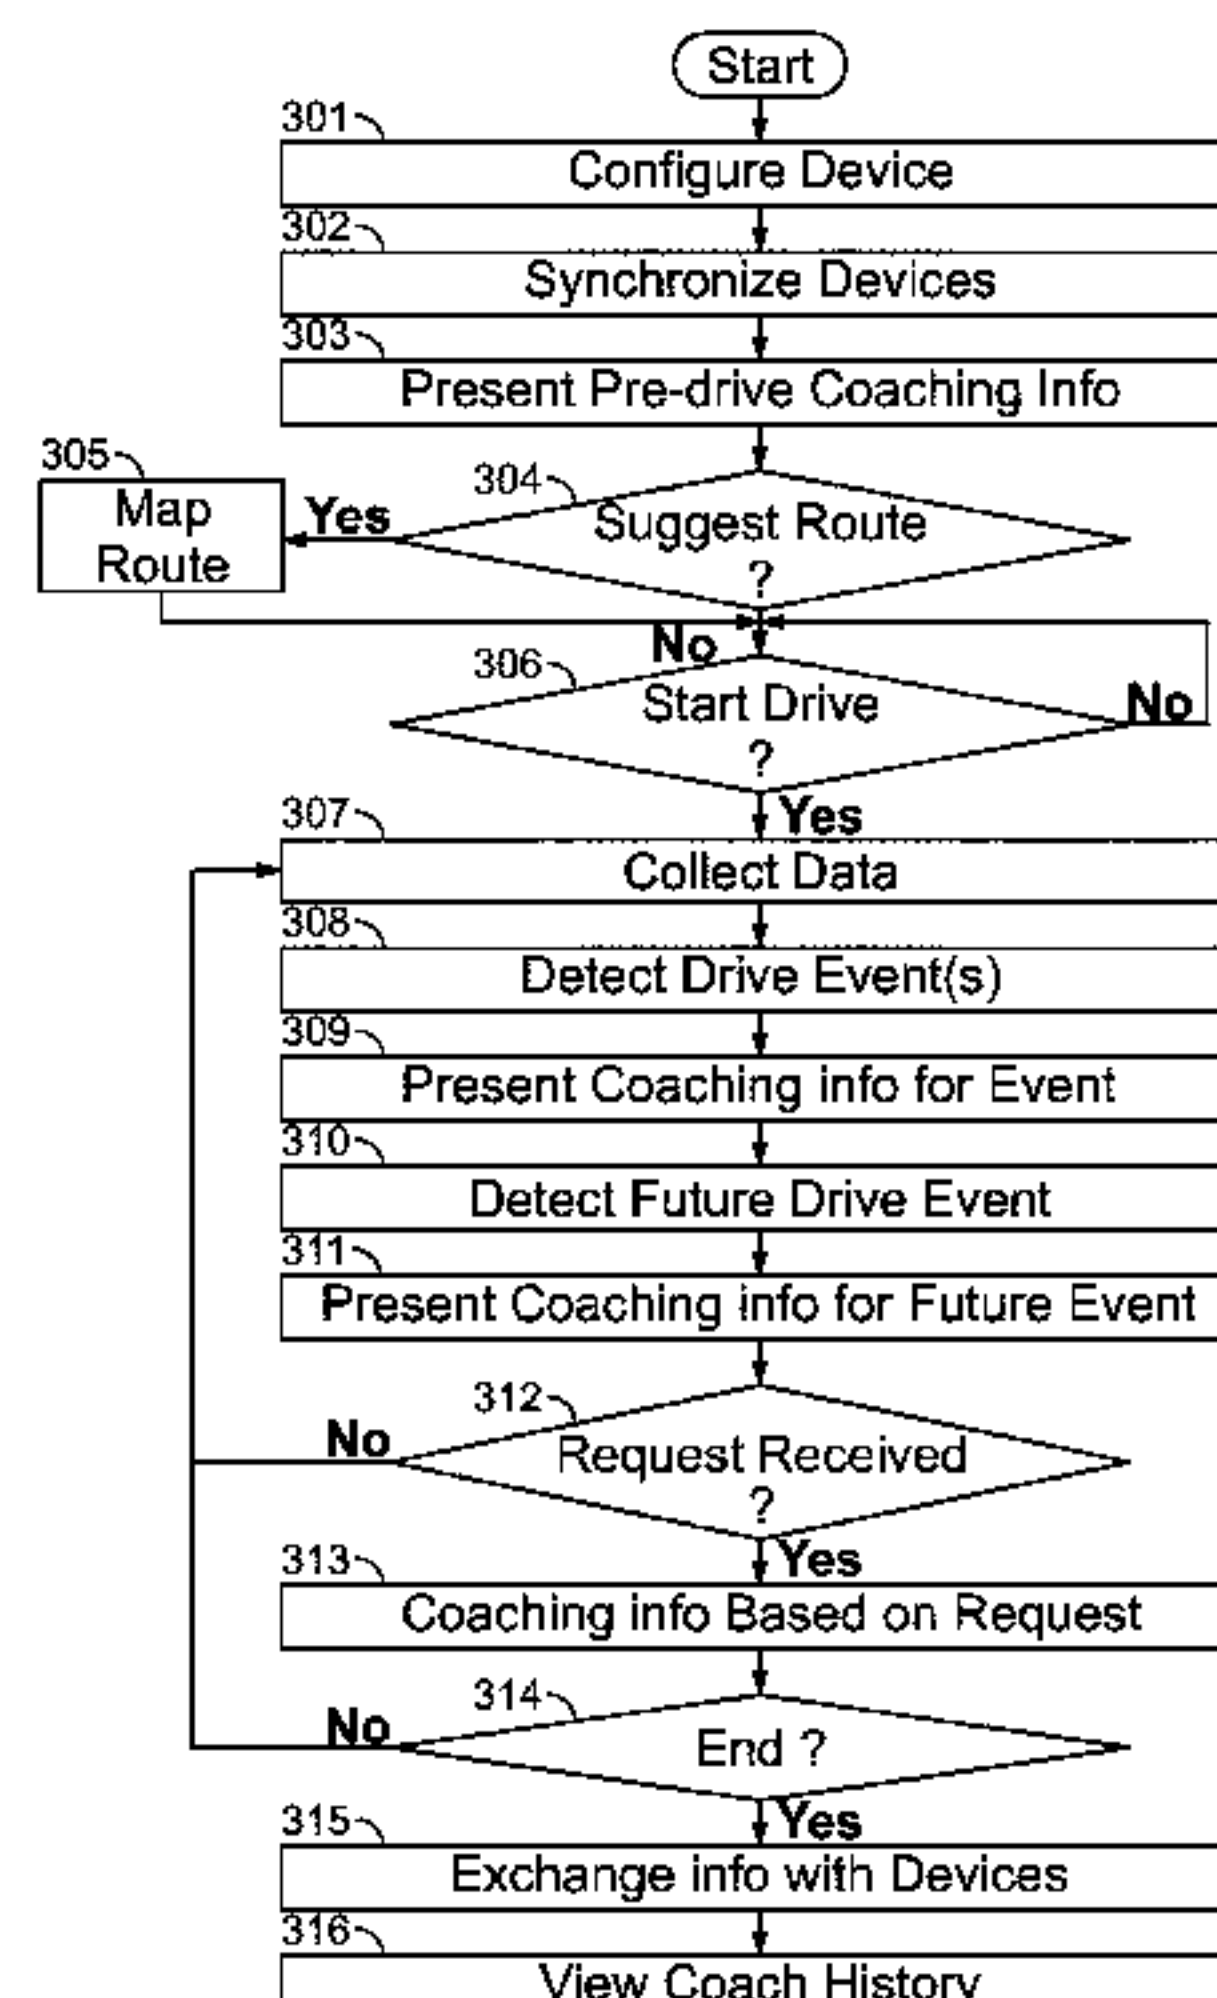 Start
301
Configure Device
302
Synchronize Devices
303
Present Pre-drive Coaching Info
304
Suggest Route
?
Yes
305
Map
Route
No
306
Start Drive
?
No
Yes
307
Collect Data
308
Detect Drive Event(s)
309
Present Coaching info for Event
310
Detect Future Drive Event
311
Present Coaching info for Future Event
312
Request Received
?
No
Yes
313
Coaching info Based on Request
314
End ?
No
Yes
315
Exchange info with Devices
316
View Coach History